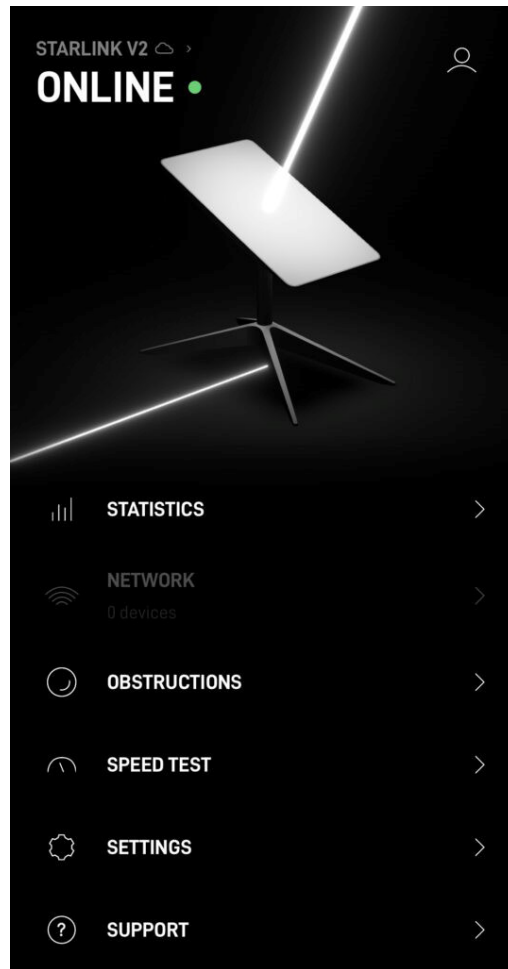 STARLINK V2
ONLINE
STATISTICS
NETWORK
0 devices
OBSTRUCTIONS
SPEED TEST
SETTINGS
?
SUPPORT